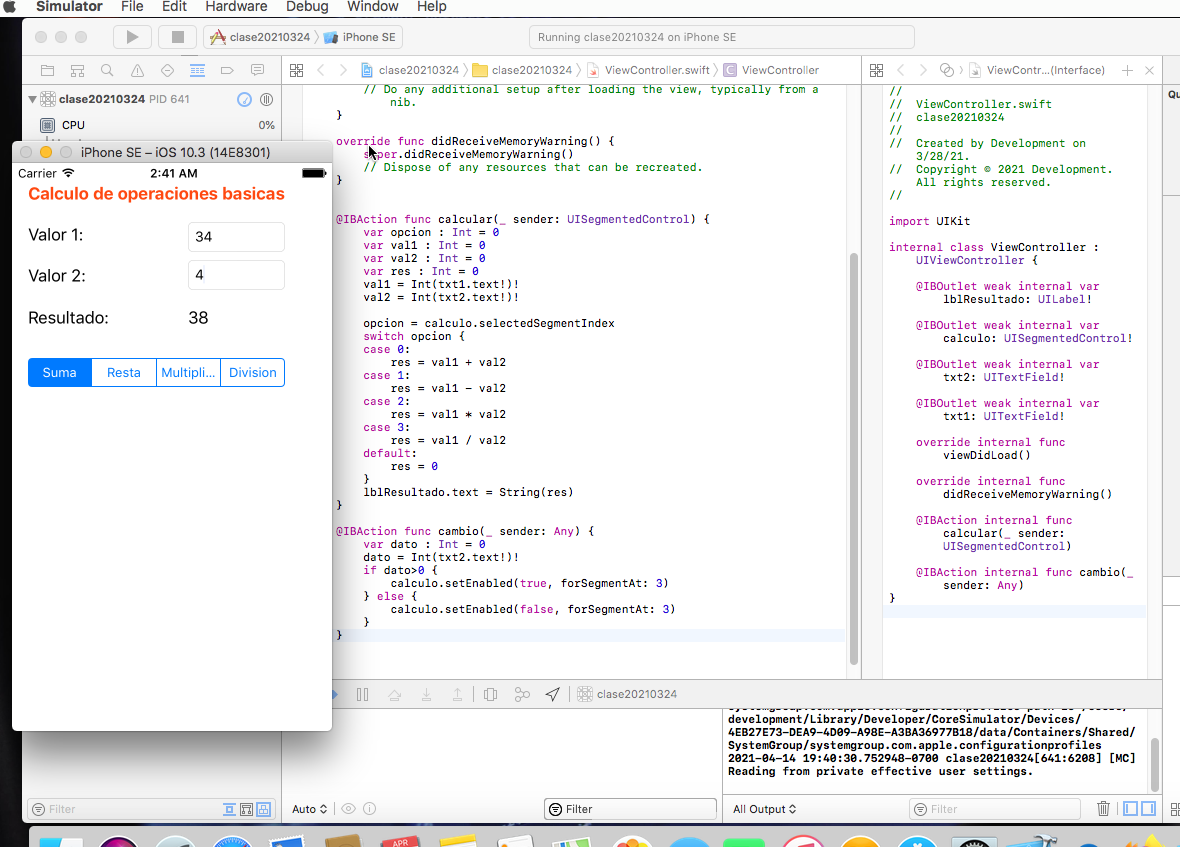 Simulator File Edit Hardware Debug Window Help
clase20210324 iPhone SE
Running clase20210324 on iPhone SE
clase20210324 clase20210324 ViewController.swift ViewController
ViewContr...(Interface)
clase20210324 PID 641
CPU 0%
iPhone SE – iOS 10.3 (14E8301)
Carrier 2:41 AM
Calculo de operaciones basicas
Valor 1: 34
Valor 2: 4
Resultado: 38
Suma Resta Multipli... Division
// Do any additional setup after loading the view, typically from a
nib.
}
override func didReceiveMemoryWarning() {
super.didReceiveMemoryWarning()
// Dispose of any resources that can be recreated.
}
@IBAction func calcular(_ sender: UISegmentedControl) {
var opcion : Int = 0
var val1 : Int = 0
var val2 : Int = 0
var res : Int = 0
val1 = Int(txt1.text!)!
val2 = Int(txt2.text!)!
opcion = calculo.selectedSegmentIndex
switch opcion {
case 0:
res = val1 + val2
case 1:
res = val1 - val2
case 2:
res = val1 * val2
case 3:
res = val1 / val2
default:
res = 0
}
lblResultado.text = String(res)
}
@IBAction func cambio(_ sender: Any) {
var dato : Int = 0
dato = Int(txt2.text!)!
if dato>0 {
calculo.setEnabled(true, forSegmentAt: 3)
} else {
calculo.setEnabled(false, forSegmentAt: 3)
}
}
//
// ViewController.swift
// clase20210324
//
// Created by Development on
3/28/21.
// Copyright © 2021 Development.
All rights reserved.
//
import UIKit
internal class ViewController :
UIViewController {
@IBOutlet weak internal var
lblResultado: UILabel!
@IBOutlet weak internal var
calculo: UISegmentedControl!
@IBOutlet weak internal var
txt2: UITextField!
@IBOutlet weak internal var
txt1: UITextField!
override internal func
viewDidLoad()
override internal func
didReceiveMemoryWarning()
@IBAction internal func
calcular(_ sender:
UISegmentedControl)
@IBAction internal func cambio(_
sender: Any)
}
Qu
clase20210324
development/Library/Developer/CoreSimulator/Devices/
4EB27E73-DEA9-4D09-A98E-A3BA36977B18/data/Containers/Shared/
SystemGroup/systemgroup.com.apple.configurationprofiles
2021-04-14 19:40:30.752948-0700 clase20210324[641:6208] [MC]
Reading from private effective user settings.
Filter
Auto
Filter
All Output
Filter
APR